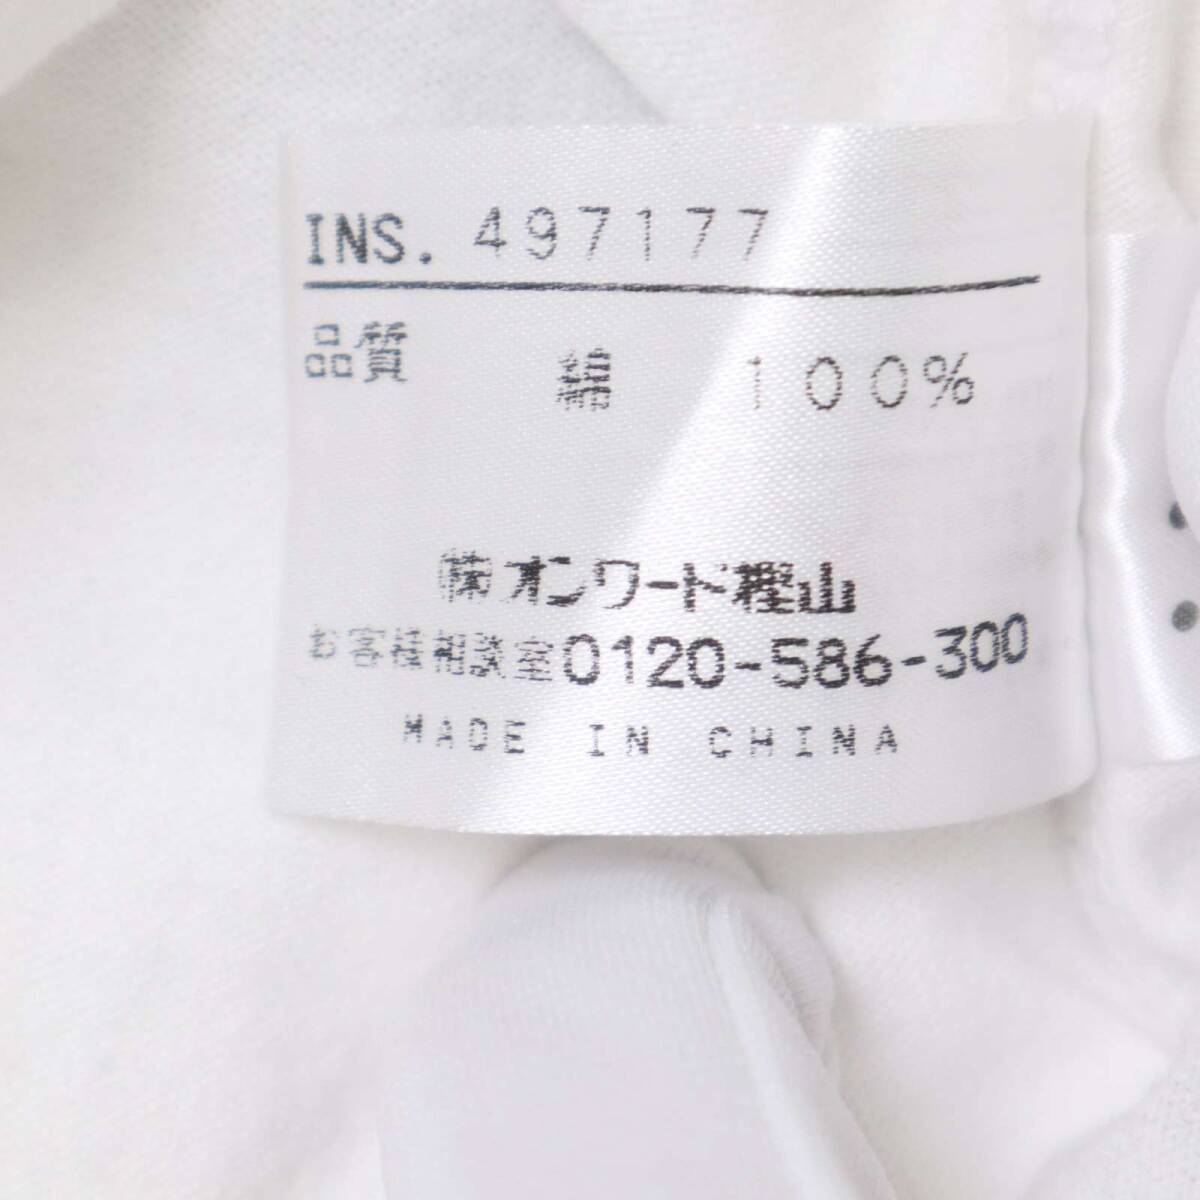 INS. 497177
品質 綿 100%
㈱オンワード樫山
お客様相談室0120-586-300
MADE IN CHINA